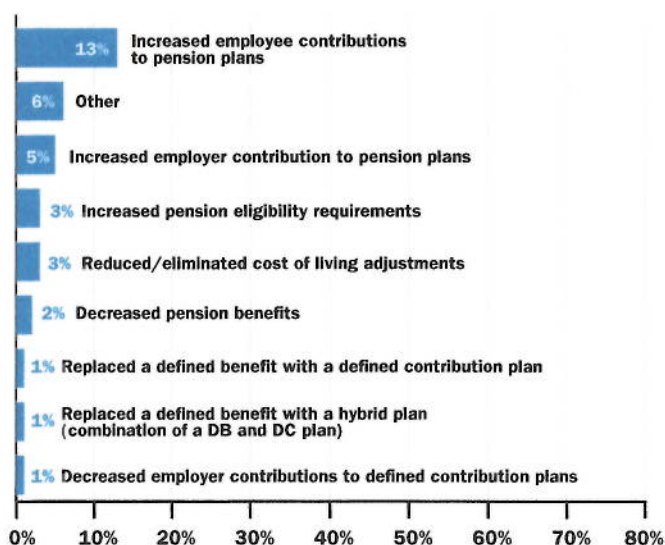 13% Increased employee contributions
to pension plans
6% Other
5% Increased employer contribution to pension plans
3% Increased pension eligibility requirements
3% Reduced/eliminated cost of living adjustments
2% Decreased pension benefits
1% Replaced a defined benefit with a defined contribution plan
1% Replaced a defined benefit with a hybrid plan
(combination of a DB and DC plan)
1% Decreased employer contributions to defined contribution plans
0% 10% 20% 30% 40% 50% 60% 70% 80%